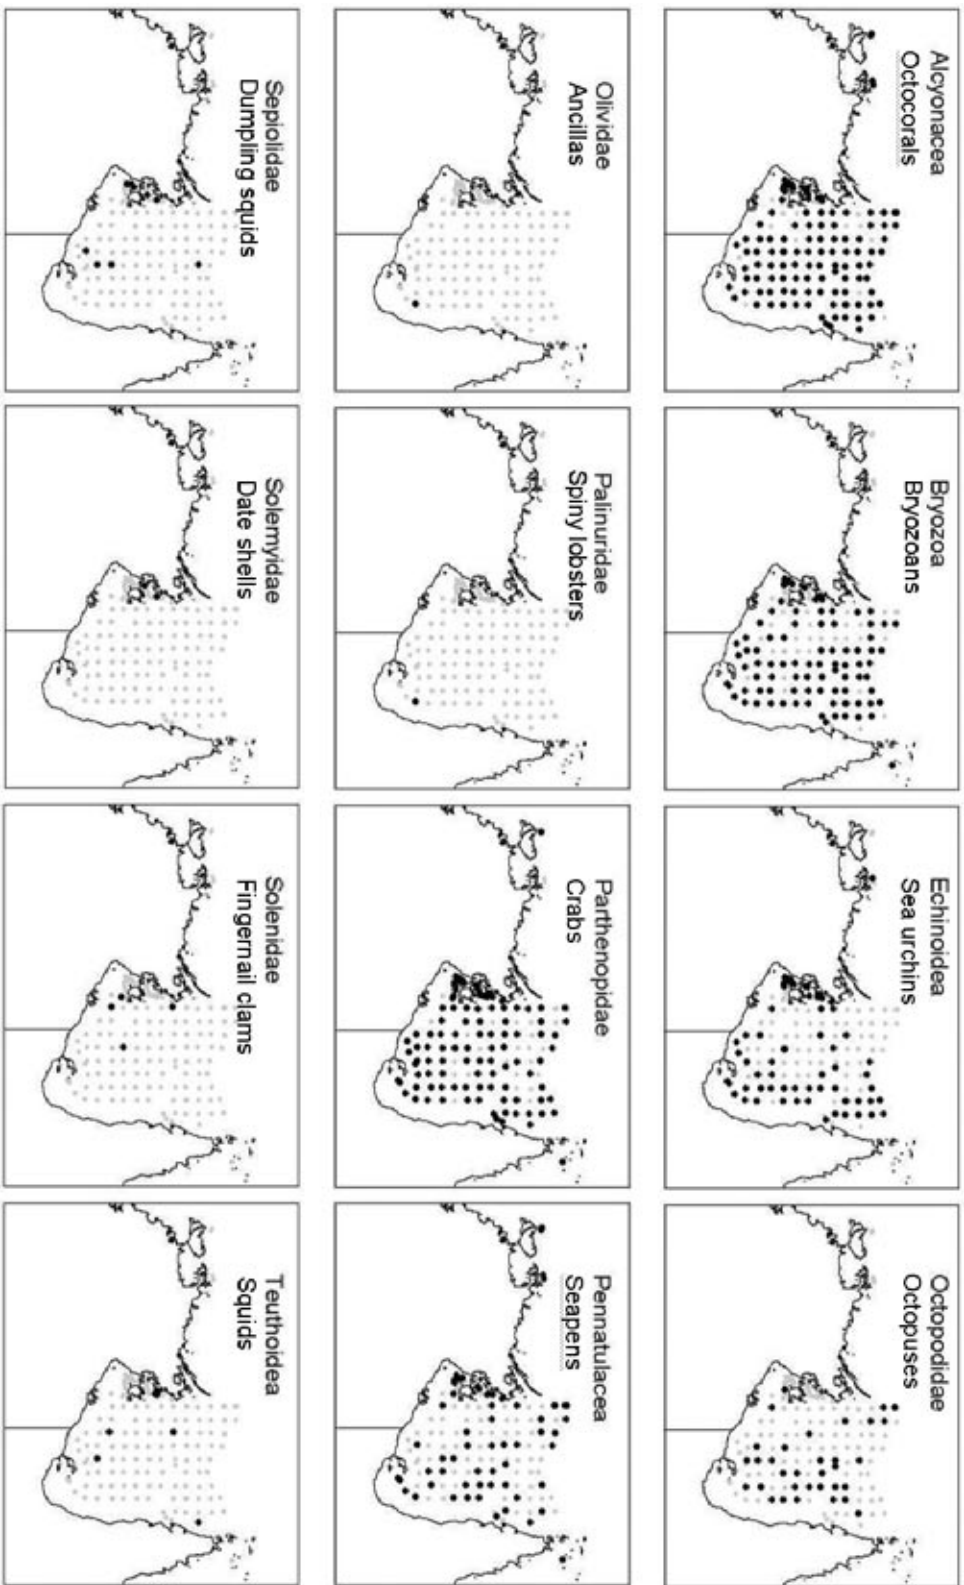 Alcyonacea
Octocorals
Bryozoa
Bryozoans
Echinoidea
Sea urchins
Octopodidae
Octopuses
Olividae
Ancillas
Palinuridae
Spiny lobsters
Parthenopidae
Crabs
Pennatulacea
Seapens
Sepiolidae
Dumpling squids
Solemyidae
Date shells
Solenidae
Fingernail clams
Teuthoidea
Squids